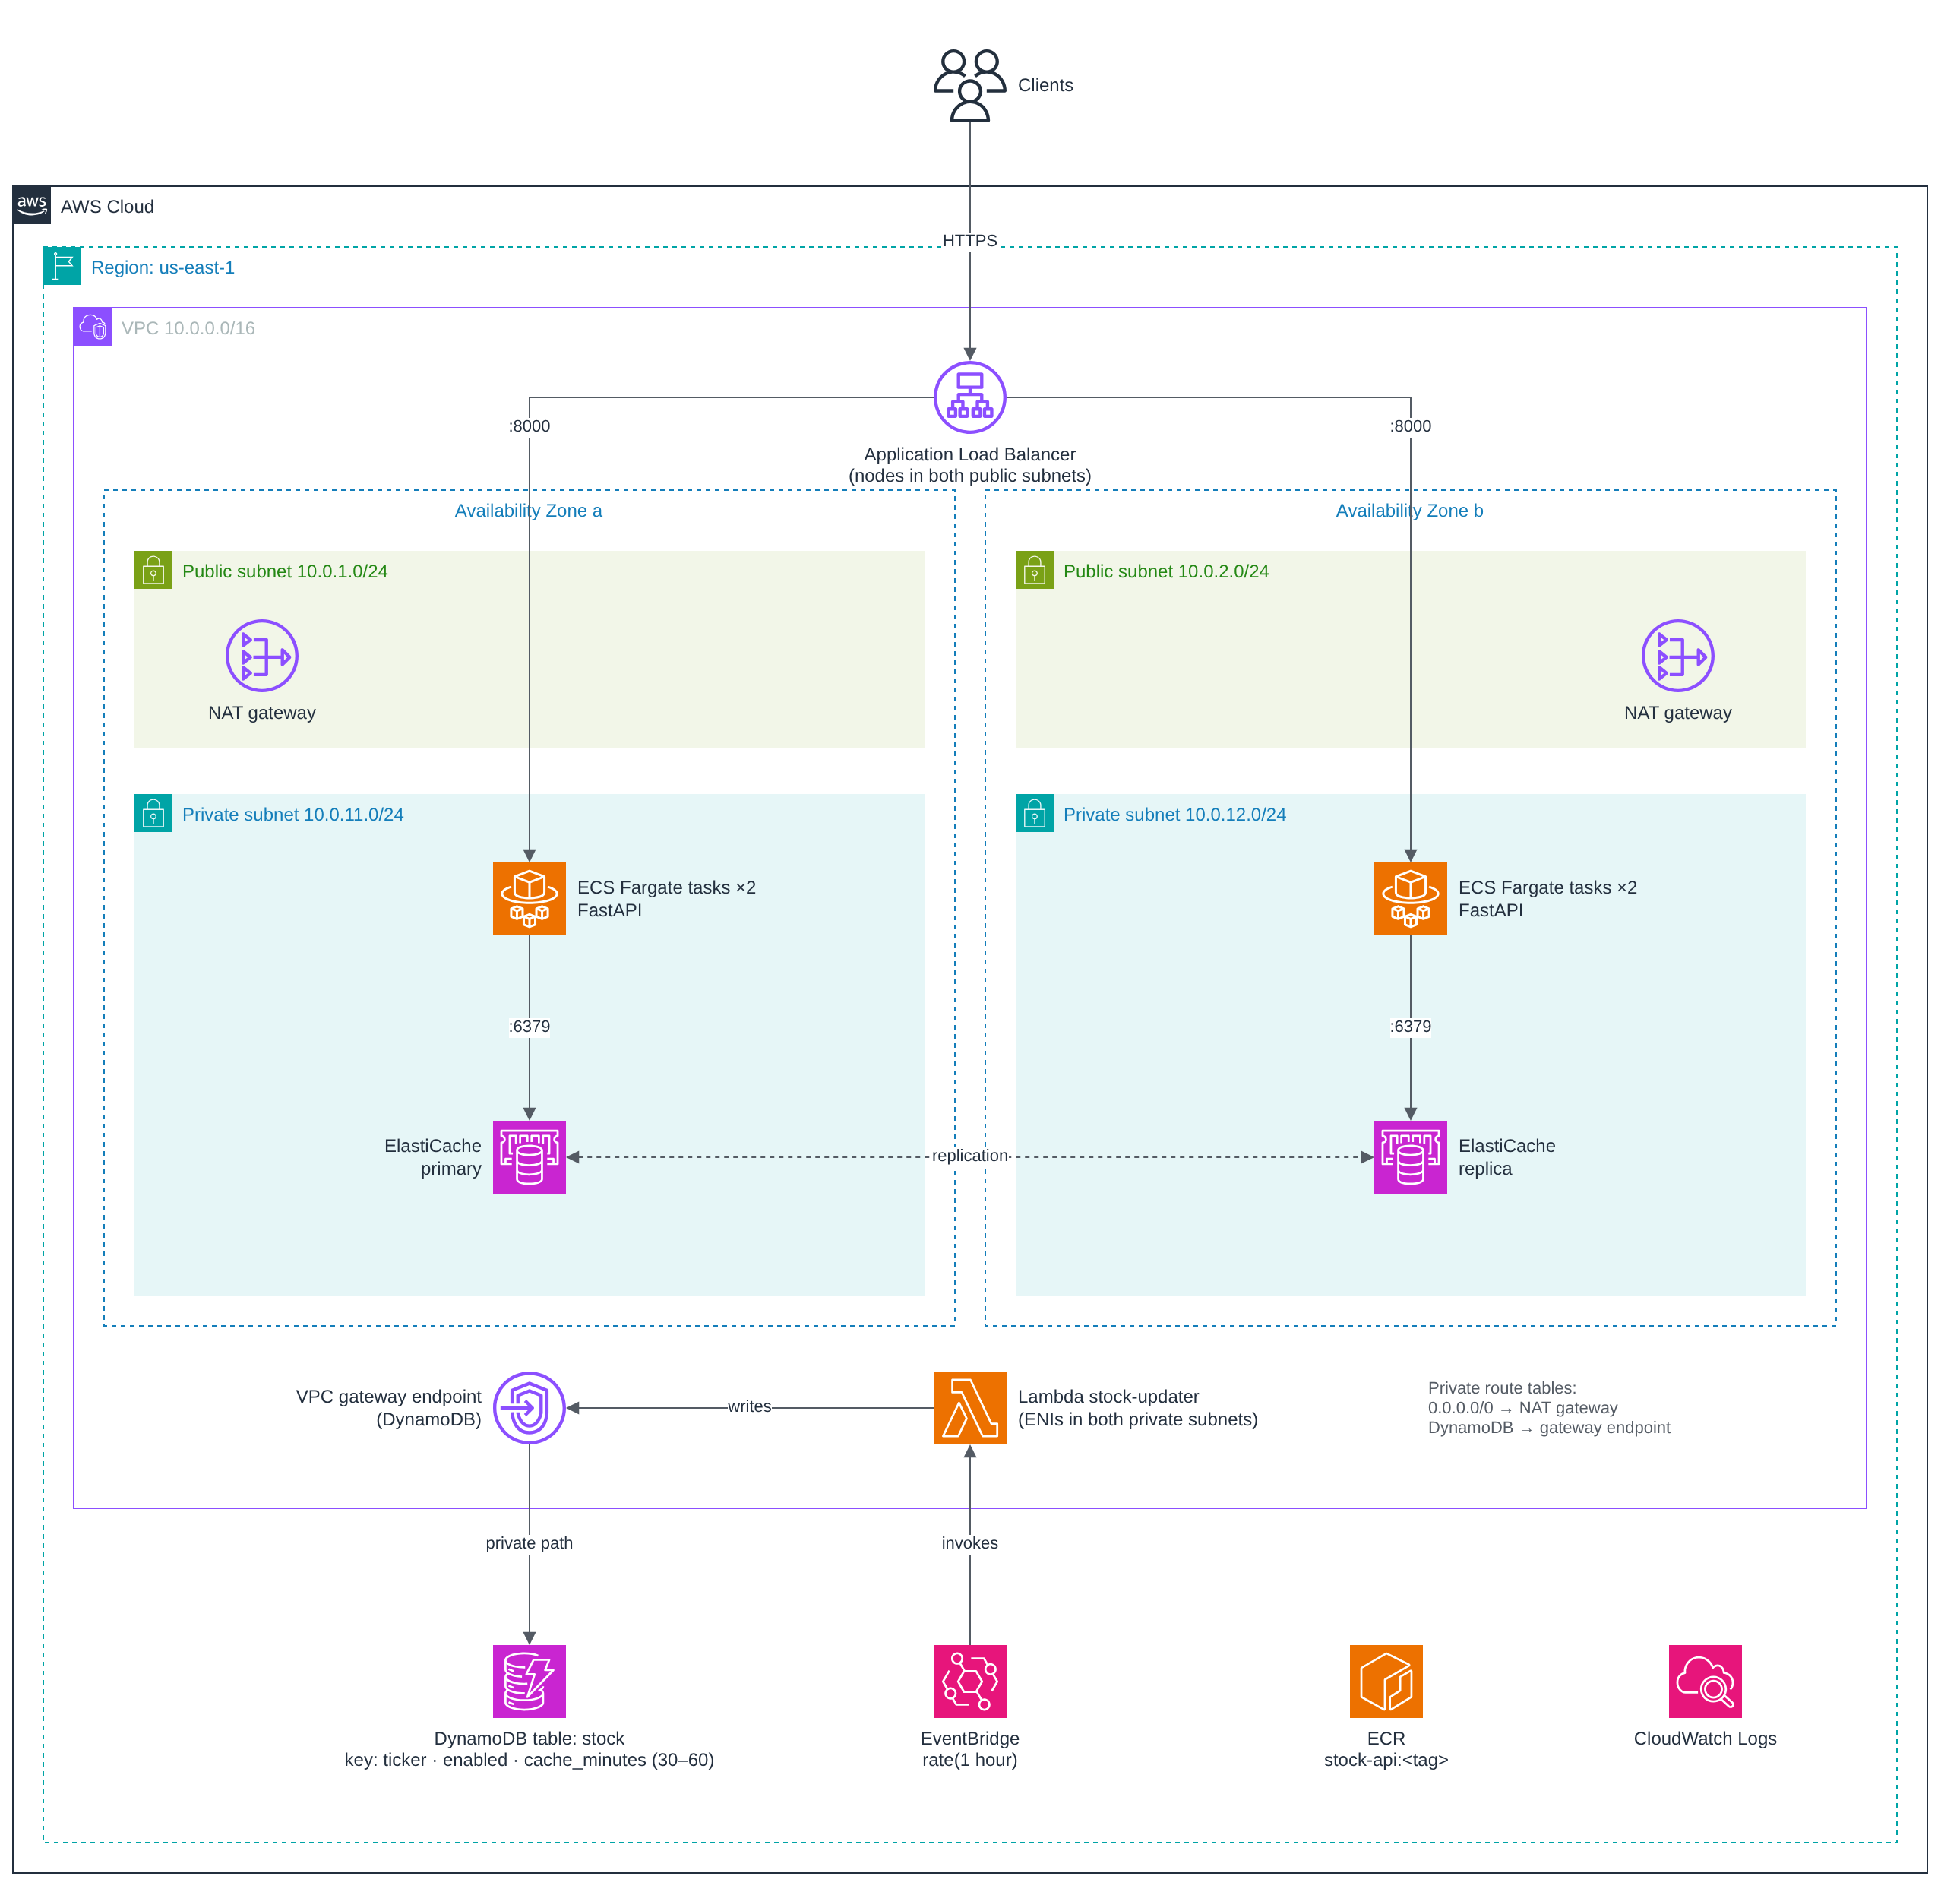 Clients
aws
AWS Cloud
HTTPS
Region: us-east-1
VPC 10.0.0.0/16
:8000
:8000
Application Load Balancer
(nodes in both public subnets)
Availability Zone a
Availability Zone b
Public subnet 10.0.1.0/24
Public subnet 10.0.2.0/24
NAT gateway
NAT gateway
Private subnet 10.0.11.0/24
Private subnet 10.0.12.0/24
ECS Fargate tasks ×2
FastAPI
ECS Fargate tasks ×2
FastAPI
:6379
:6379
ElastiCache
primary
replication
ElastiCache
replica
VPC gateway endpoint
(DynamoDB)
writes
Lambda stock-updater
(ENIs in both private subnets)
Private route tables:
0.0.0.0/0 → NAT gateway
DynamoDB → gateway endpoint
private path
invokes
DynamoDB table: stock
key: ticker · enabled · cache_minutes (30–60)
EventBridge
rate(1 hour)
ECR
stock-api:<tag>
CloudWatch Logs